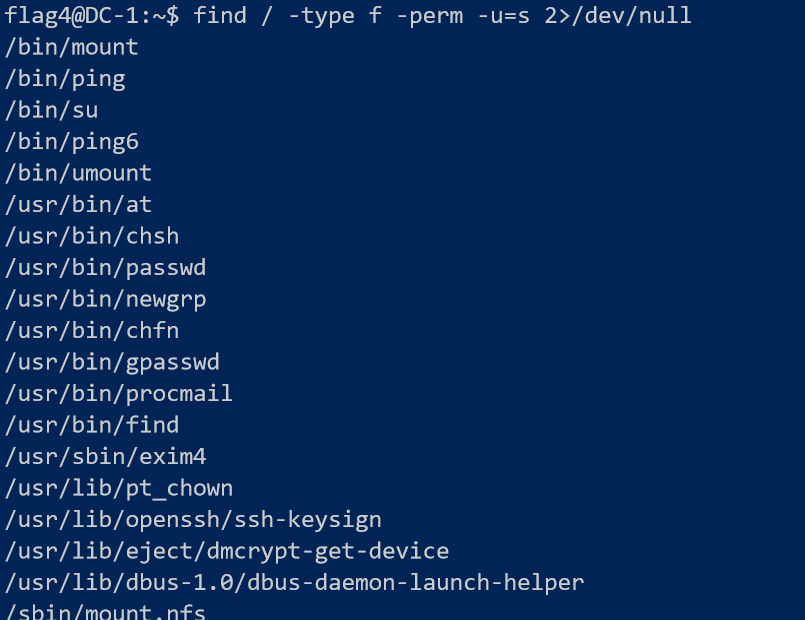 flag4@DC-1:~$ find / -type f -perm -u=s 2>/dev/null
/bin/mount
/bin/ping
/bin/su
/bin/ping6
/bin/umount
/usr/bin/at
/usr/bin/chsh
/usr/bin/passwd
/usr/bin/newgrp
/usr/bin/chfn
/usr/bin/gpasswd
/usr/bin/procmail
/usr/bin/find
/usr/sbin/exim4
/usr/lib/pt_chown
/usr/lib/openssh/ssh-keysign
/usr/lib/eject/dmcrypt-get-device
/usr/lib/dbus-1.0/dbus-daemon-launch-helper
/sbin/mount.nfs